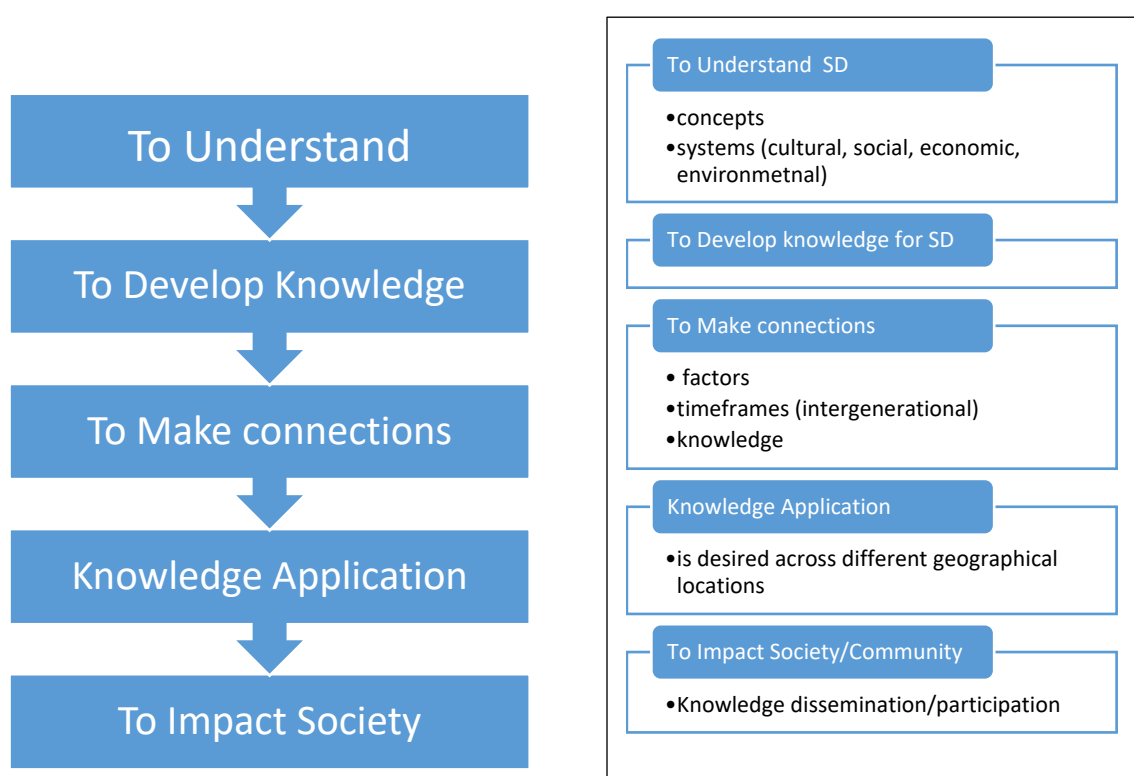 To Understand
To Develop Knowledge
To Make connections
Knowledge Application
To Impact Society
To Understand SD
•concepts
•systems (cultural, social, economic,
environmetnal)
To Develop knowledge for SD
To Make connections
• factors
•timeframes (intergenerational)
•knowledge
Knowledge Application
•is desired across different geographical
locations
To Impact Society/Community
•Knowledge dissemination/participation